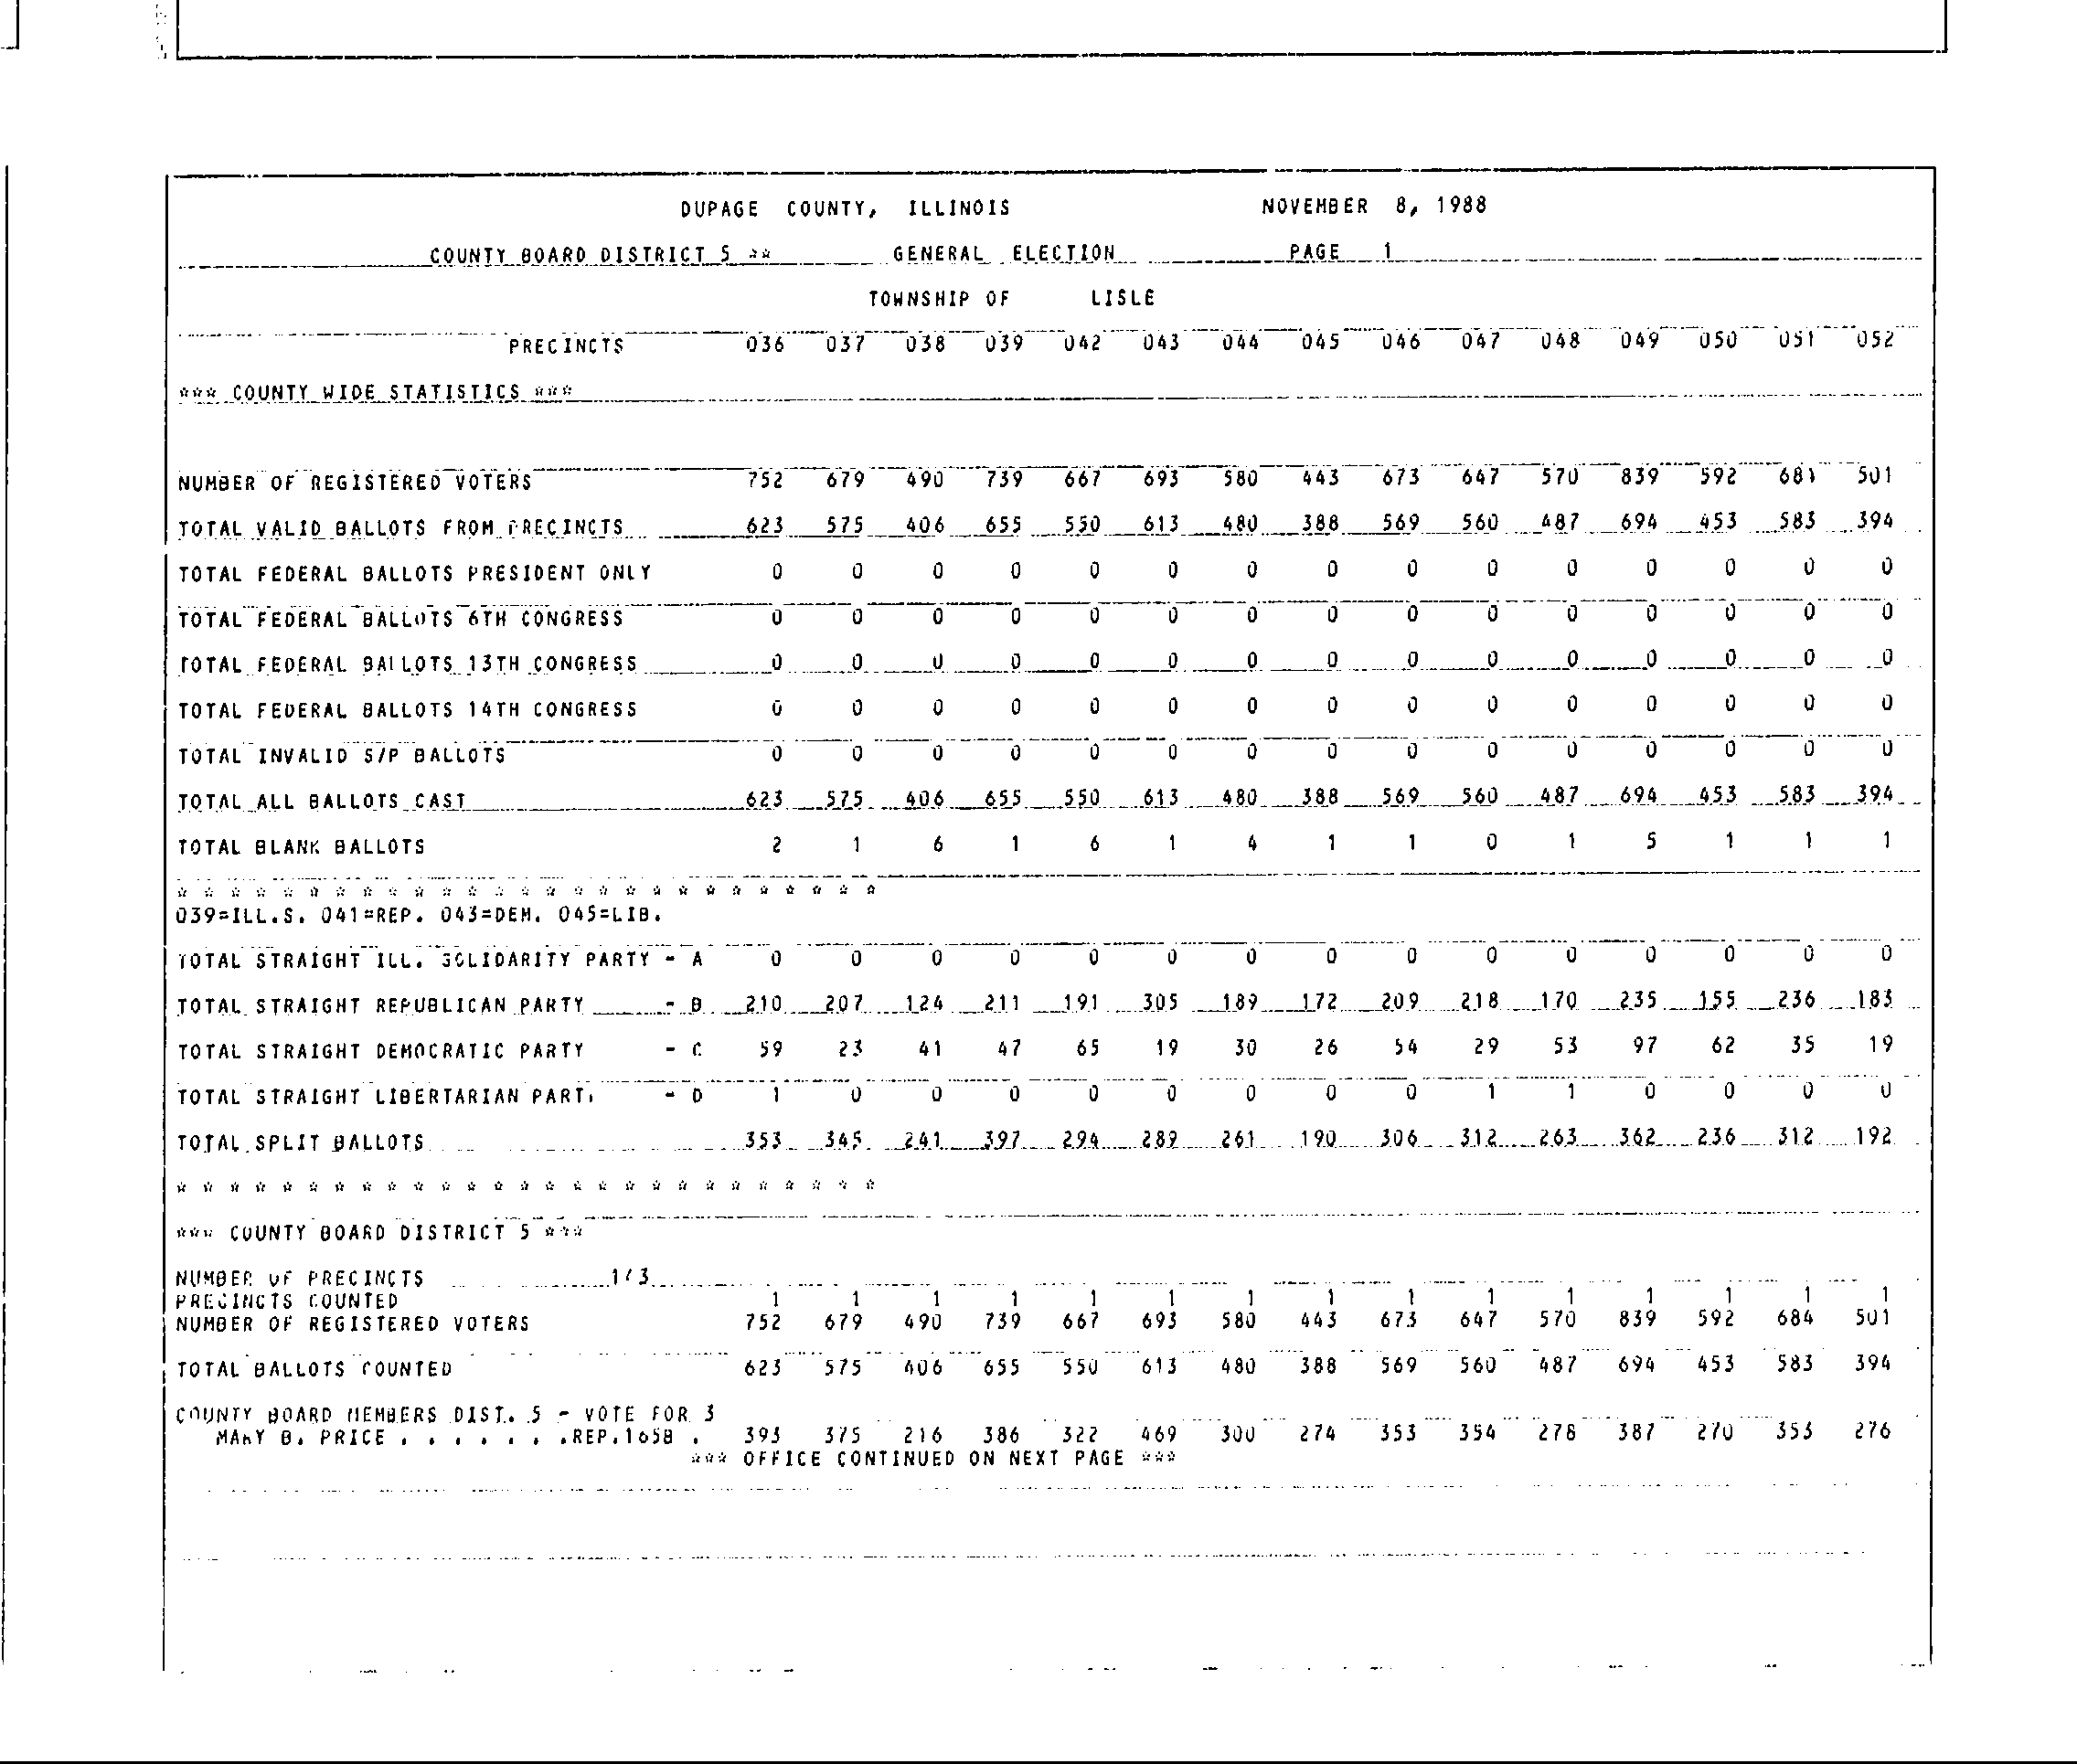 DUPAGE COUNTY, ILLINOIS NOVEMBER 8, 1988
COUNTY BOARD DISTRICT 5 ** GENERAL ELECTION PAGE 1
TOWNSHIP OF LISLE
PRECINCTS 036 037 038 039 042 043 044 045 046 047 048 049 050 051 052
*** COUNTY WIDE STATISTICS ***
NUMBER OF REGISTERED VOTERS 752 679 490 739 667 693 580 443 673 647 570 839 592 684 501
TOTAL VALID BALLOTS FROM PRECINCTS 623 575 406 655 550 613 480 388 569 560 487 694 453 583 394
TOTAL FEDERAL BALLOTS PRESIDENT ONLY 0 0 0 0 0 0 0 0 0 0 0 0 0 0 0
TOTAL FEDERAL BALLOTS 6TH CONGRESS 0 0 0 0 0 0 0 0 0 0 0 0 0 0 0
TOTAL FEDERAL BALLOTS 13TH CONGRESS 0 0 0 0 0 0 0 0 0 0 0 0 0 0 0
TOTAL FEDERAL BALLOTS 14TH CONGRESS 0 0 0 0 0 0 0 0 0 0 0 0 0 0 0
TOTAL INVALID S/P BALLOTS 0 0 0 0 0 0 0 0 0 0 0 0 0 0 0
TOTAL ALL BALLOTS CAST 623 575 406 655 550 613 480 388 569 560 487 694 453 583 394
TOTAL BLANK BALLOTS 2 1 6 1 6 1 4 1 1 0 1 5 1 1 1
* * * * * * * * * * * * * * * * * * * * * * * * * * *
039=ILL.S. 041=REP. 043=DEM. 045=LIB.
TOTAL STRAIGHT ILL. SOLIDARITY PARTY - A 0 0 0 0 0 0 0 0 0 0 0 0 0 0 0
TOTAL STRAIGHT REPUBLICAN PARTY - B 210 207 124 211 191 305 189 172 209 218 170 235 155 236 183
TOTAL STRAIGHT DEMOCRATIC PARTY - C 59 23 41 47 65 19 30 26 54 29 53 97 62 35 19
TOTAL STRAIGHT LIBERTARIAN PARTY - D 1 0 0 0 0 0 0 0 0 1 1 0 0 0 0
TOTAL SPLIT BALLOTS 353 345 241 397 294 289 261 190 306 312 263 362 236 312 192
* * * * * * * * * * * * * * * * * * * * * * * * * * *
*** COUNTY BOARD DISTRICT 5 ***
NUMBER OF PRECINCTS 1/3
PRECINCTS COUNTED 1 1 1 1 1 1 1 1 1 1 1 1 1 1 1
NUMBER OF REGISTERED VOTERS 752 679 490 739 667 693 580 443 673 647 570 839 592 684 501
TOTAL BALLOTS COUNTED 623 575 406 655 550 613 480 388 569 560 487 694 453 583 394
COUNTY BOARD MEMBERS DIST. 5 - VOTE FOR 3
MARY B. PRICE . . . . . . .REP.165B . 393 375 216 386 322 469 300 274 353 354 278 387 270 353 276
*** OFFICE CONTINUED ON NEXT PAGE ***